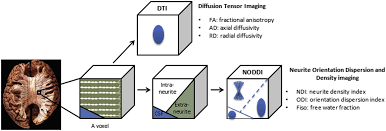 DTI
Diffusion Tensor Imaging
• FA: fractional anisotropy
• AD: axial diffusivity
• RD: radial diffusivity
Intra-
neurite
Extra-
neurite
CSF
A voxel
NODDI
Neurite Orientation Dispersion and
Density imaging
• NDI: neurite density index
• ODI: orientation dispersion index
• Fiso: free water fraction